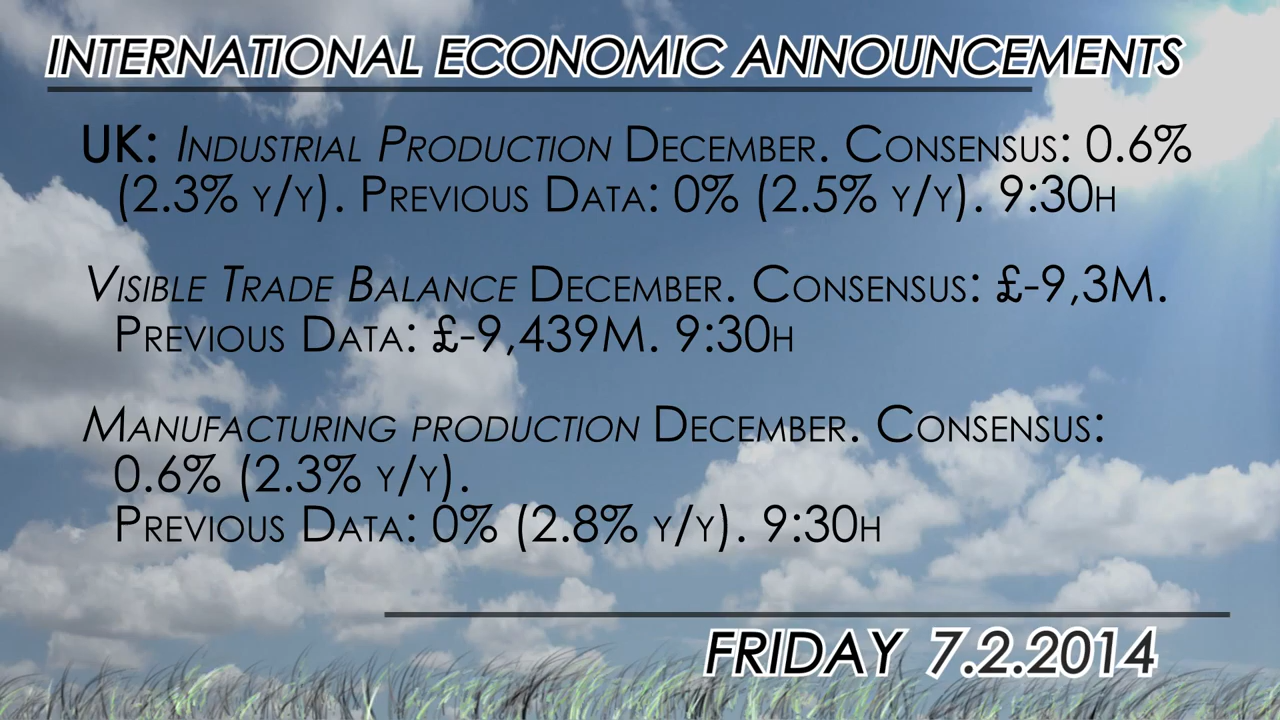 INTERNATIONAL ECONOMIC ANNOUNCEMENTS
UK: Industrial Production December. Consensus: 0.6%
(2.3% y/y). Previous Data: 0% (2.5% y/y). 9:30h
Visible Trade Balance December. Consensus: £-9,3M.
Previous Data: £-9,439M. 9:30h
Manufacturing production December. Consensus:
0.6% (2.3% y/y).
Previous Data: 0% (2.8% y/y). 9:30h
FRIDAY 7.2.2014